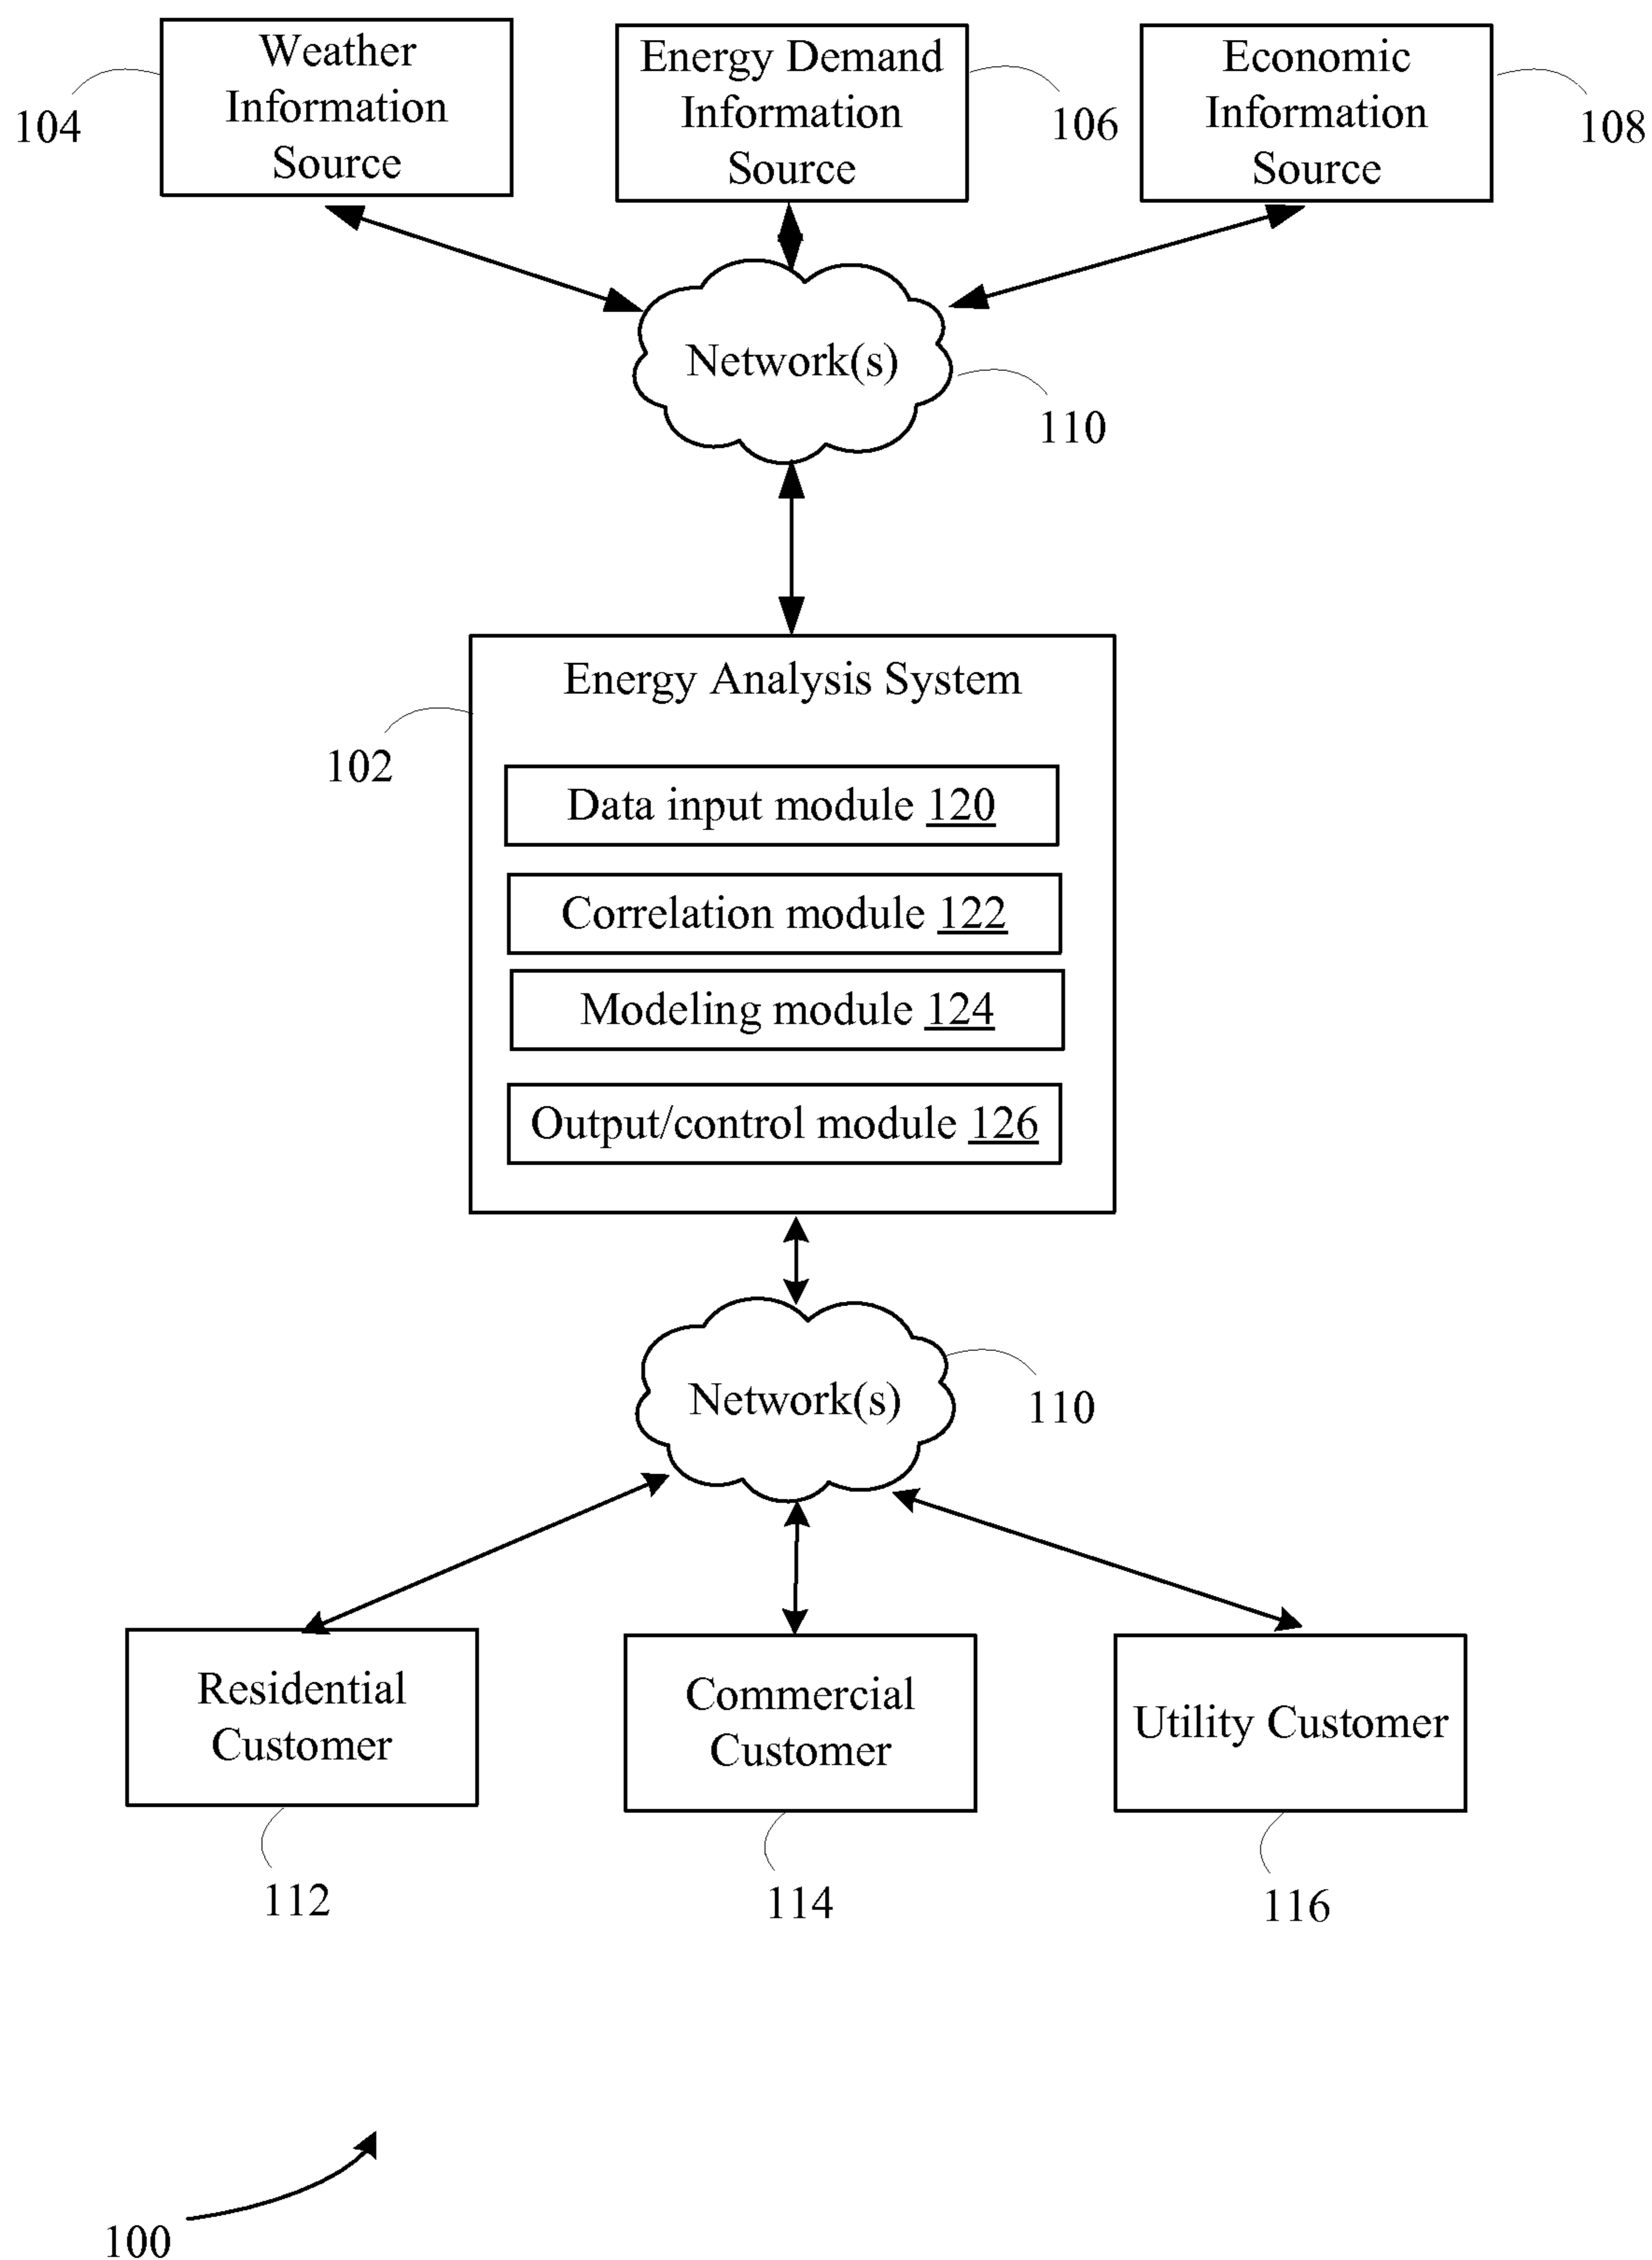 Weather
Information
Source
104
Energy Demand
Information
Source
106
Economic
Information
Source
108
Network(s)
110
Energy Analysis System
102
Data input module 120
Correlation module 122
Modeling module 124
Output/control module 126
Network(s)
110
Residential
Customer
112
Commercial
Customer
114
Utility Customer
116
100